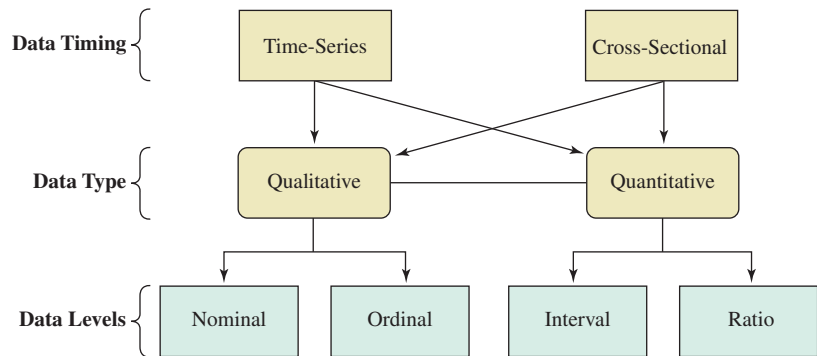 Data Timing
Time-Series
Cross-Sectional
Data Type
Qualitative
Quantitative
Data Levels
Nominal
Ordinal
Interval
Ratio